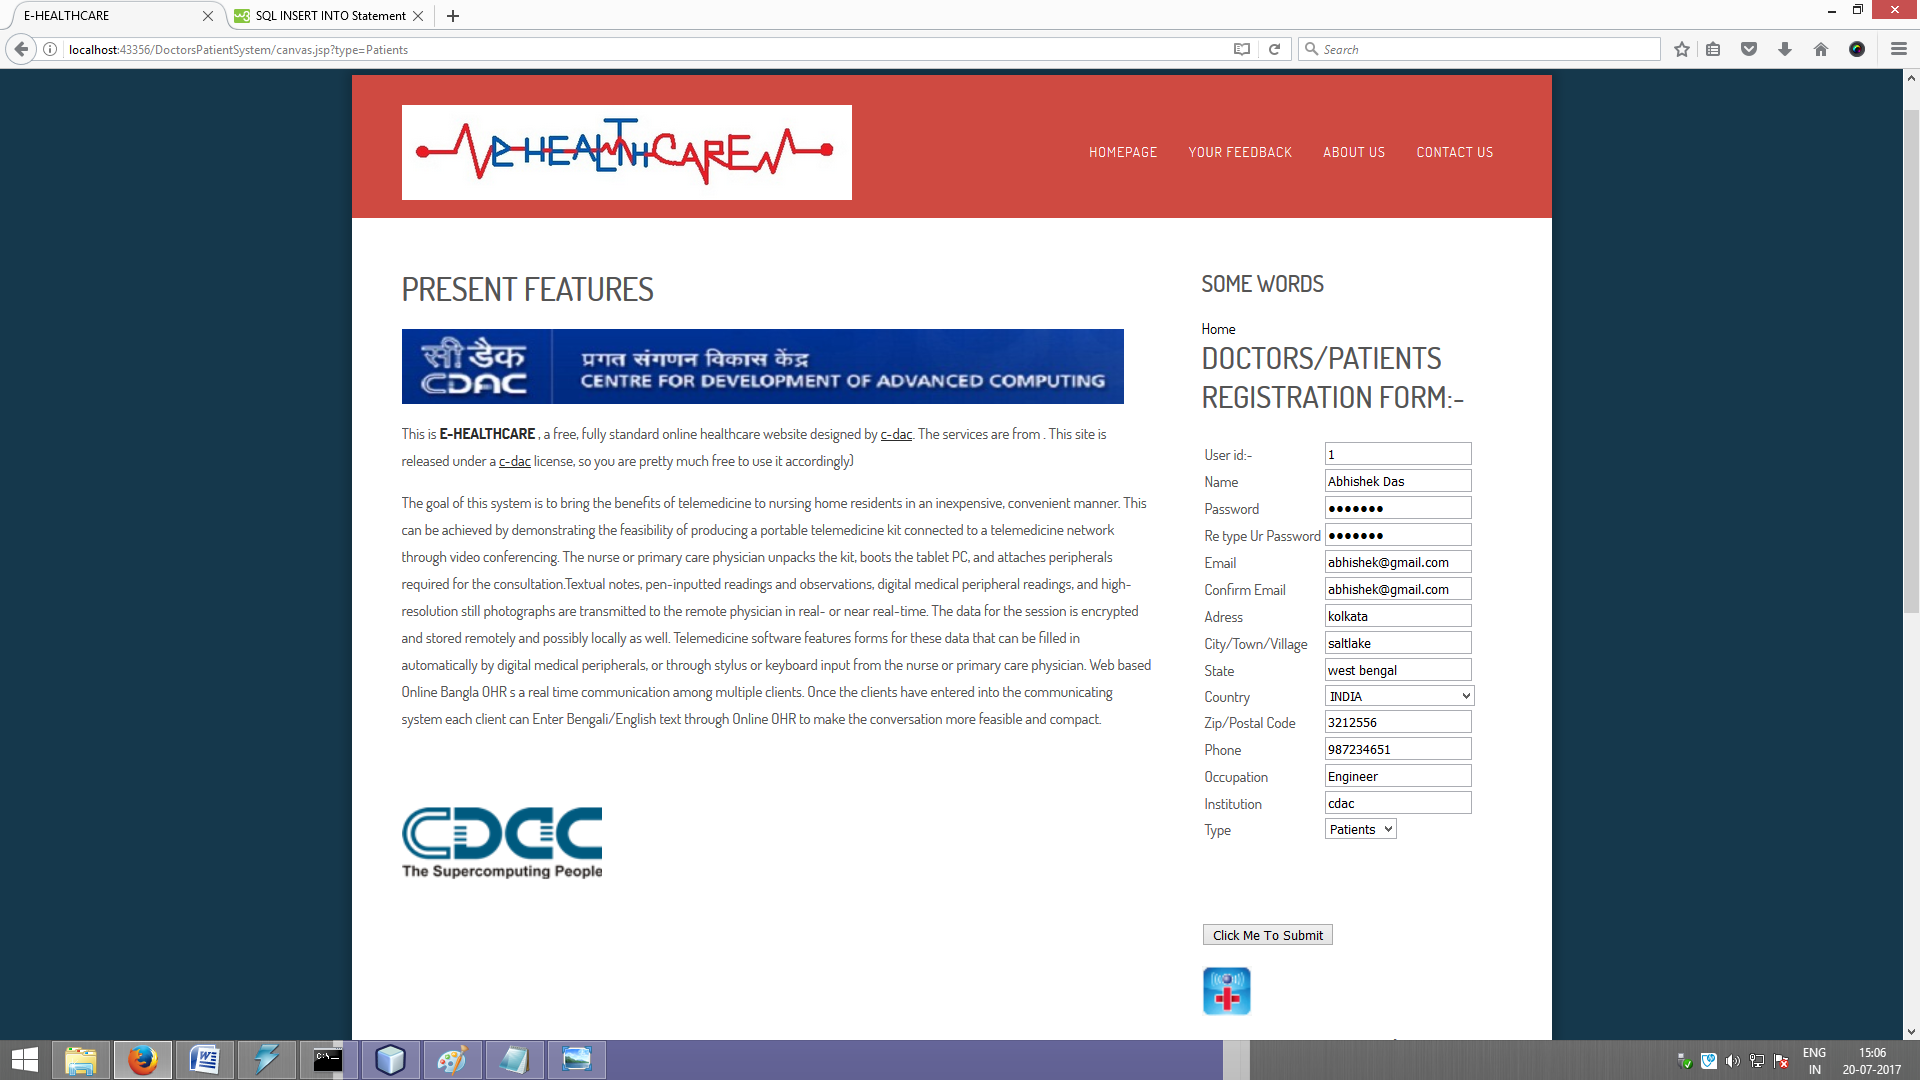 E-HEALTHCARE
SQL INSERT INTO Statement
localhost:43356/DoctorsPatientSystem/canvas.jsp?type=Patients
Search
E-HEALTHCARE
HOMEPAGE
YOUR FEEDBACK
ABOUT US
CONTACT US
PRESENT FEATURES
सी डैक
CDAC
प्रगत संगणन विकास केंद्र
CENTRE FOR DEVELOPMENT OF ADVANCED COMPUTING
This is E-HEALTHCARE , a free, fully standard online healthcare website designed by c-dac. The services are from . This site is
released under a c-dac license, so you are pretty much free to use it accordingly)
The goal of this system is to bring the benefits of telemedicine to nursing home residents in an inexpensive, convenient manner. This
can be achieved by demonstrating the feasibility of producing a portable telemedicine kit connected to a telemedicine network
through video conferencing. The nurse or primary care physician unpacks the kit, boots the tablet PC, and attaches peripherals
required for the consultation.Textual notes, pen-inputted readings and observations, digital medical peripheral readings, and high-
resolution still photographs are transmitted to the remote physician in real- or near real-time. The data for the session is encrypted
and stored remotely and possibly locally as well. Telemedicine software features forms for these data that can be filled in
automatically by digital medical peripherals, or through stylus or keyboard input from the nurse or primary care physician. Web based
Online Bangla OHR s a real time communication among multiple clients. Once the clients have entered into the communicating
system each client can Enter Bengali/English text through Online OHR to make the conversation more feasible and compact.
CDAC
The Supercomputing People
SOME WORDS
Home
DOCTORS/PATIENTS
REGISTRATION FORM:-
User id:- 1
Name Abhishek Das
Password ●●●●●●●
Re type Ur Password ●●●●●●●
Email abhishek@gmail.com
Confirm Email abhishek@gmail.com
Adress kolkata
City/Town/Village saltlake
State west bengal
Country INDIA
Zip/Postal Code 3212556
Phone 987234651
Occupation Engineer
Institution cdac
Type Patients
Click Me To Submit
ENG
IN
15:06
20-07-2017